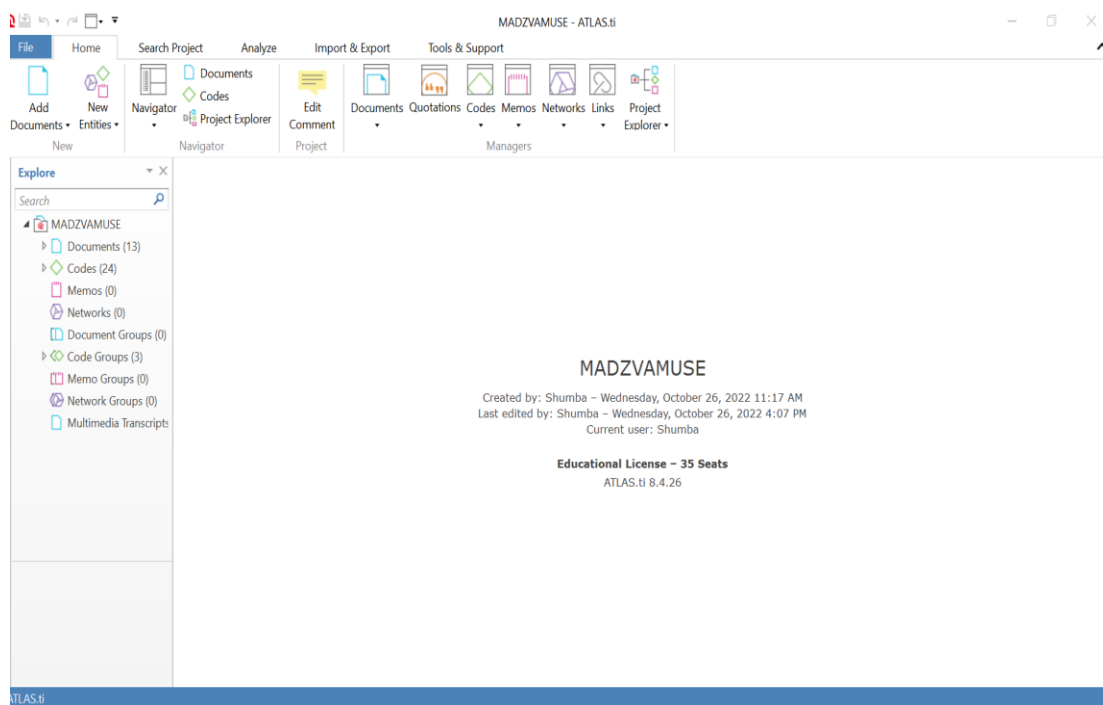 MADZVAMUSE - ATLAS.ti
File Home Search Project Analyze Import & Export Tools & Support
Add Documents
New Entities
New
Navigator
Documents
Codes
Project Explorer
Navigator
Edit Comment
Project
Documents Quotations Codes Memos Networks Links Project Explorer
Managers
Explore
Search
MADZVAMUSE
Documents (13)
Codes (24)
Memos (0)
Networks (0)
Document Groups (0)
Code Groups (3)
Memo Groups (0)
Network Groups (0)
Multimedia Transcripts
MADZVAMUSE
Created by: Shumba – Wednesday, October 26, 2022 11:17 AM
Last edited by: Shumba – Wednesday, October 26, 2022 4:07 PM
Current user: Shumba
Educational License – 35 Seats
ATLAS.ti 8.4.26
ATLAS.ti